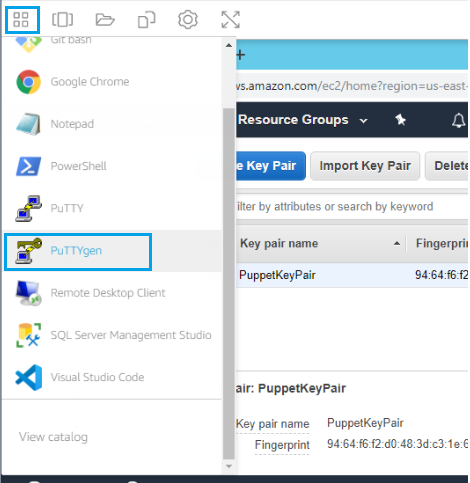 Git bash
Google Chrome
Notepad
PowerShell
PuTTY
PuTTYgen
Remote Desktop Client
SQL Server Management Studio
Visual Studio Code
View catalog
+
ws.amazon.com/ec2/home?region=us-east-
Resource Groups
e Key Pair
Import Key Pair
Delete
ilter by attributes or search by keyword
Key pair name
Fingerprint
PuppetKeyPair
94:64:f6:f2
air: PuppetKeyPair
Key pair name
PuppetKeyPair
Fingerprint
94:64:f6:f2:d0:48:3d:c3:1e:6